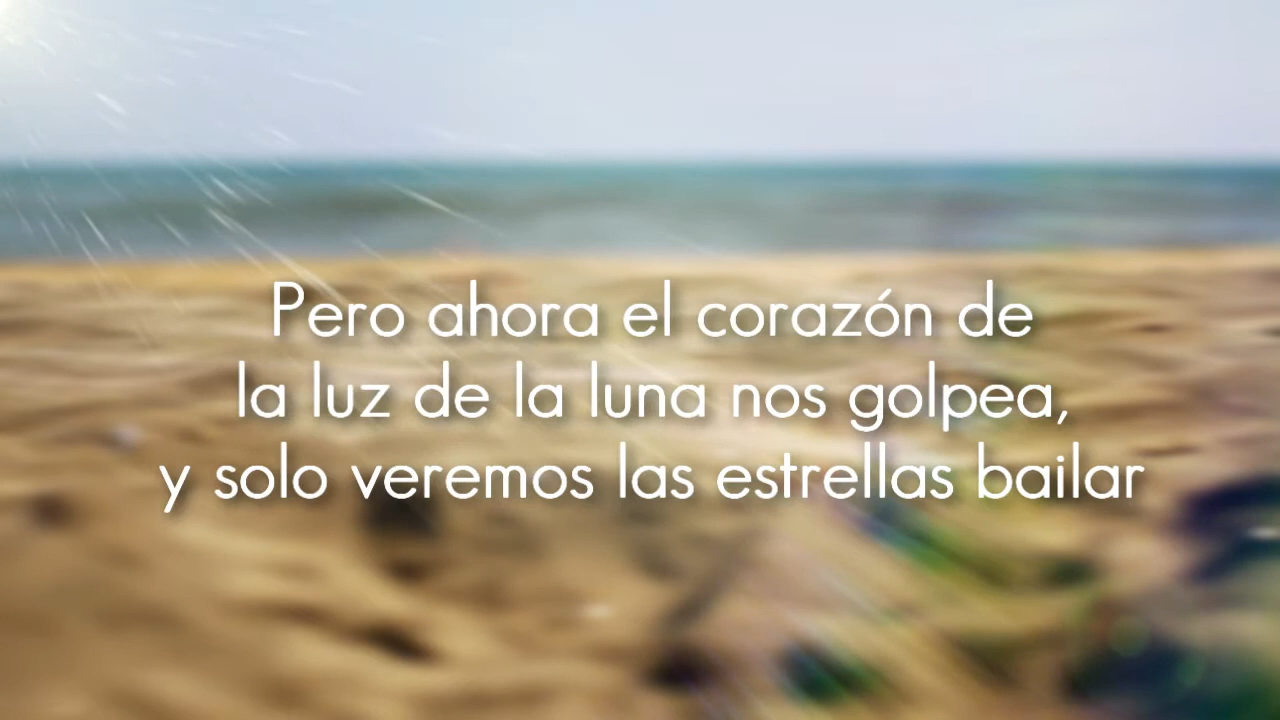 Pero ahora el corazón de
la luz de la luna nos golpea,
y solo veremos las estrellas bailar